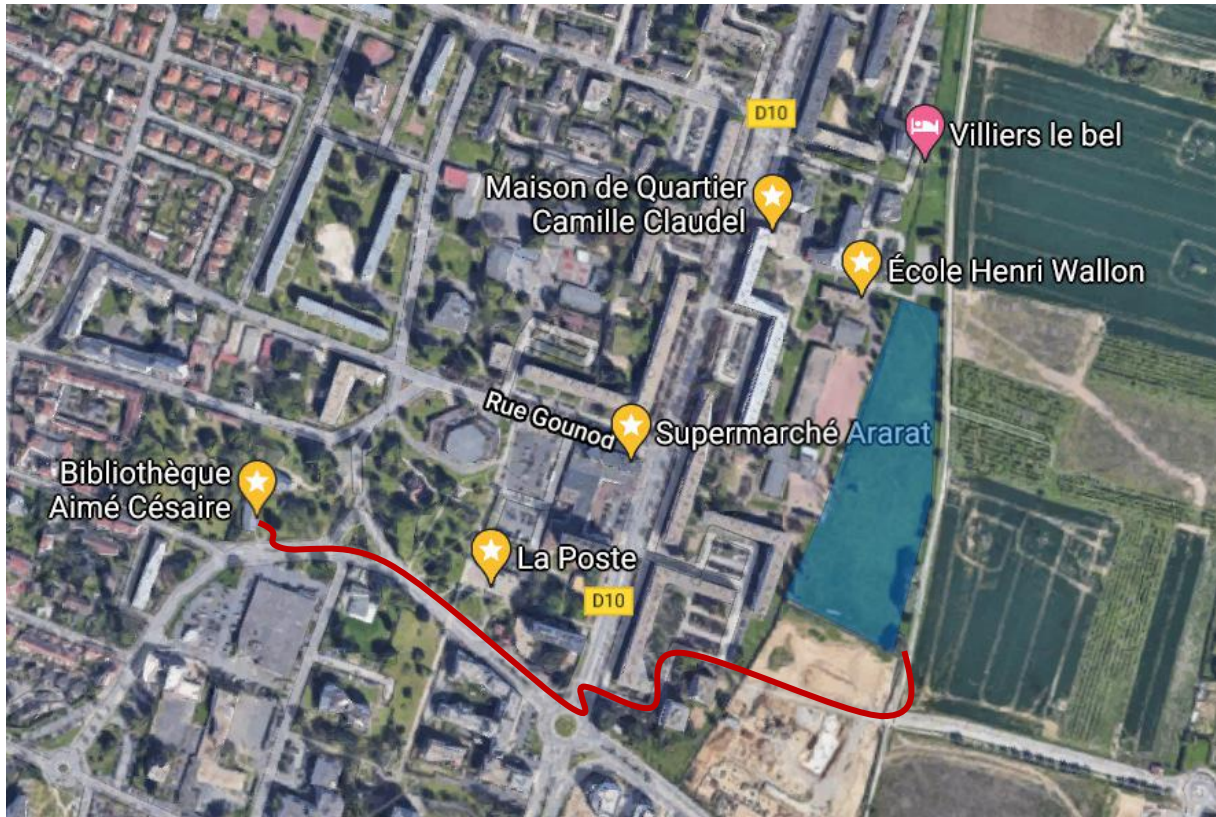 D10
Villiers le bel
Maison de Quartier
Camille Claudel
École Henri Wallon
Rue Gounod
Supermarché Ararat
Bibliothèque
Aimé Césaire
La Poste
D10